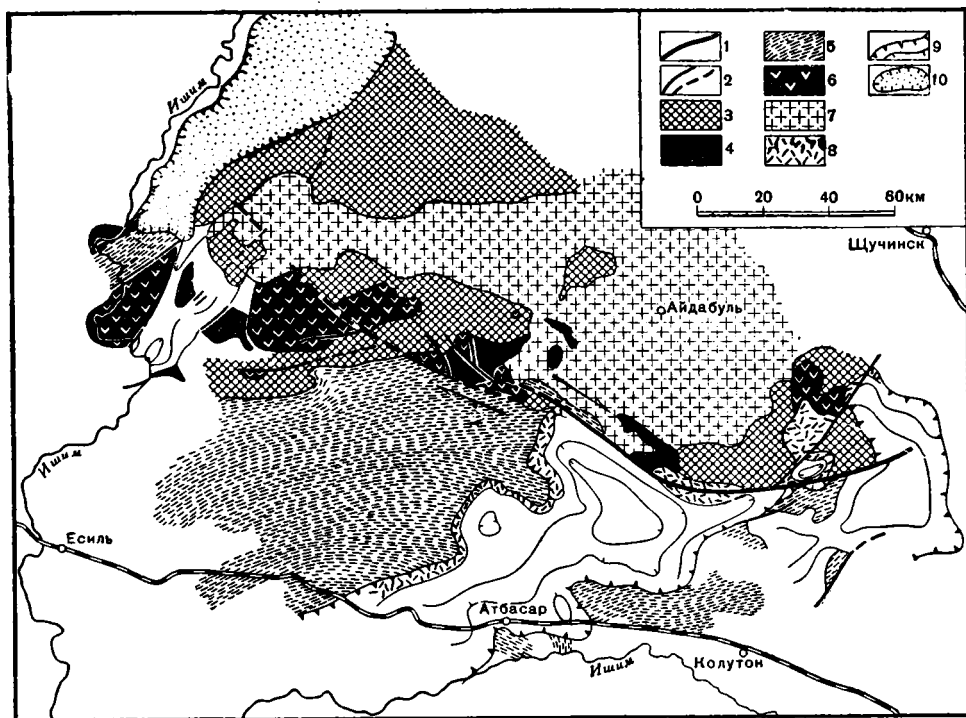 Ишим
1
2
3
4
5
6
7
8
9
10
0 20 40 60км
Щучинск
Айдабуль
Ишим
Есиль
Атбасар
Колутон
Ишим